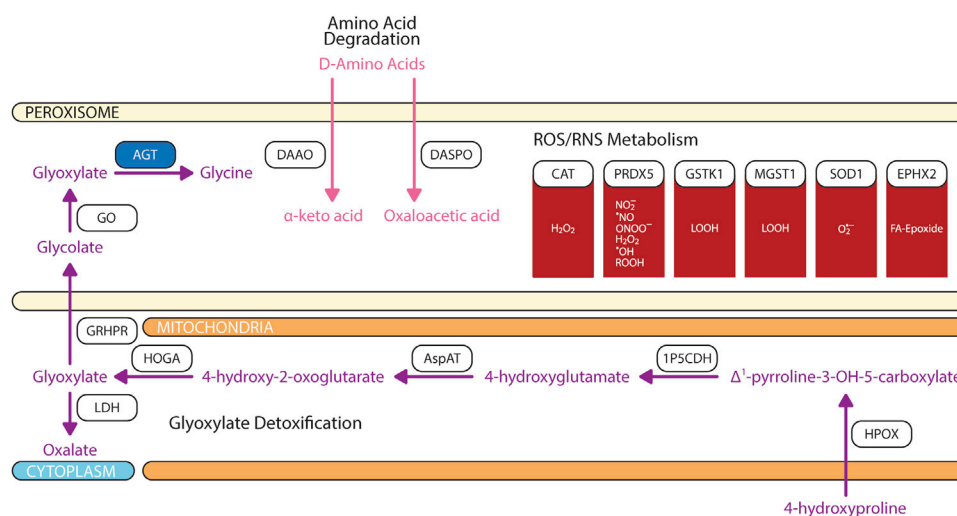 Amino Acid
Degradation
D-Amino Acids
PEROXISOME
ROS/RNS Metabolism
AGT
DAAO
DASPO
Glyoxylate
Glycine
CAT
PRDX5
GSTK1
MGST1
SOD1
EPHX2
GO
α-keto acid
Oxaloacetic acid
H₂O₂
NO₂⁻
•NO
ONOO⁻
H₂O₂
•OH
ROOH
LOOH
LOOH
O₂•⁻
FA-Epoxide
Glycolate
GRHPR
MITOCHONDRIA
HOGA
AspAT
1P5CDH
Glyoxylate
4-hydroxy-2-oxoglutarate
4-hydroxyglutamate
Δ¹-pyrroline-3-OH-5-carboxylate
LDH
Glyoxylate Detoxification
HPOX
Oxalate
CYTOPLASM
4-hydroxyproline